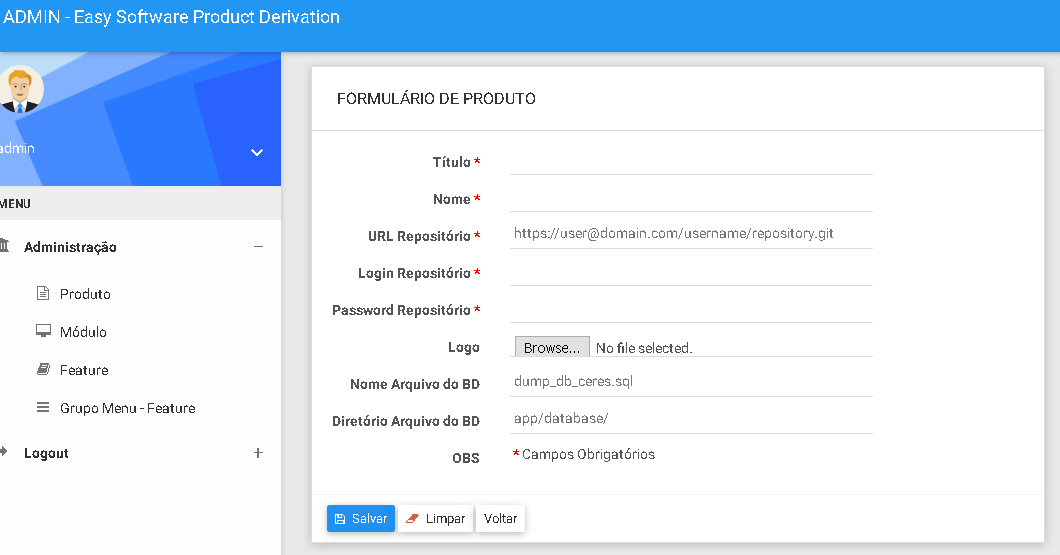 ADMIN - Easy Software Product Derivation
admin
MENU
Administração
Produto
Módulo
Feature
Grupo Menu - Feature
Logout
FORMULÁRIO DE PRODUTO
Título *
Nome *
URL Repositório * https://user@domain.com/username/repository.git
Login Repositório *
Password Repositório *
Logo Browse... No file selected.
Nome Arquivo do BD dump_db_ceres.sql
Diretório Arquivo do BD app/database/
OBS * Campos Obrigatórios
Salvar Limpar Voltar